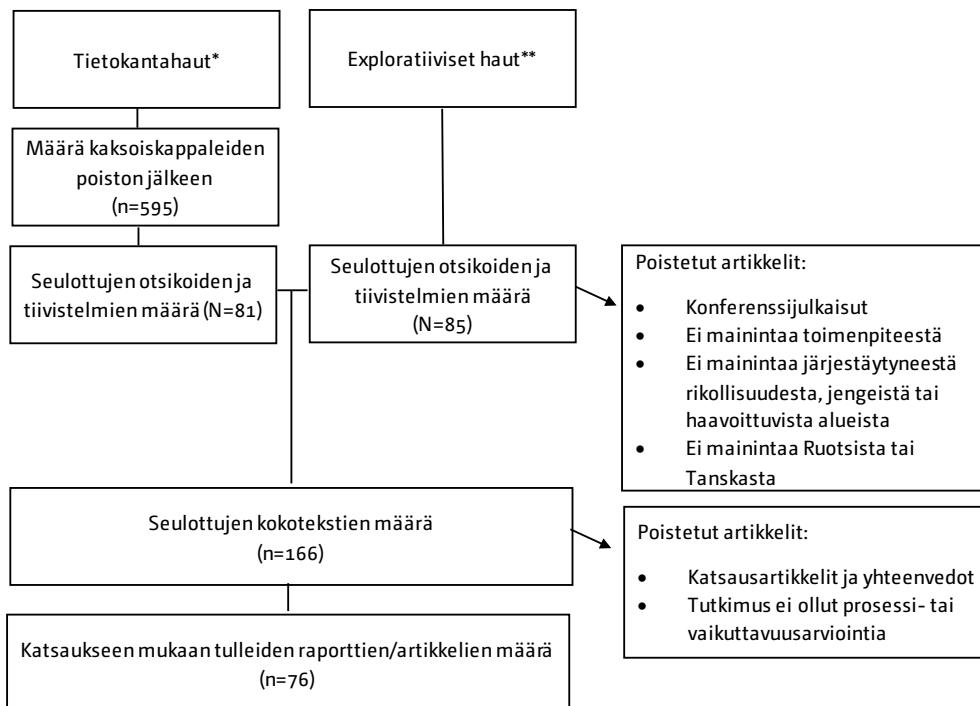 Tietokantahaut*
Exploratiiviset haut**
Määrä kaksoiskappaleiden
poiston jälkeen
(n=595)
Seulottujen otsikoiden ja
tiivistelmien määrä (N=81)
Seulottujen otsikoiden ja
tiivistelmien määrä
(N=85)
Poistetut artikkelit:
• Konferenssijulkaisut
• Ei mainintaa toimenpiteestä
• Ei mainintaa järjestäytyneestä
rikollisuudesta, jengeistä tai
haavoittuvista alueista
• Ei mainintaa Ruotsista tai
Tanskasta
Seulottujen kokotekstien määrä
(n=166)
Poistetut artikkelit:
• Katsausartikkelit ja yhteenvedot
• Tutkimus ei ollut prosessi- tai
vaikuttavuusarviointia
Katsaukseen mukaan tulleiden raporttien/artikkelien määrä
(n=76)